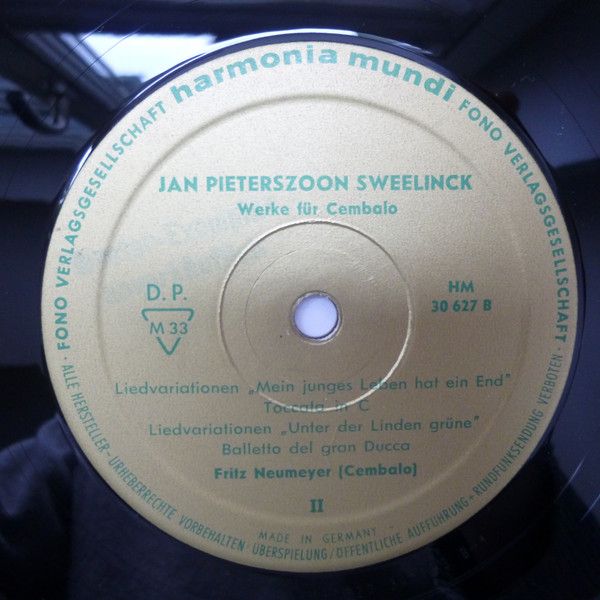 harmonia mundi
FONO VERLAGSGESELLSCHAFT
FONO VERLAGSGESELLSCHAFT
JAN PIETERSZOON SWEELINCK
Werke für Cembalo
D. P.
M 33
HM
30 627 B
Liedvariationen „Mein junges Leben hat ein End"
Toccata in C
Liedvariationen „Unter der Linden grüne"
Balletto del gran Ducca
Fritz Neumeyer (Cembalo)
II
MADE IN GERMANY
· ALLE HERSTELLER- URHEBERRECHTE VORBEHALTEN · ÜBERSPIELUNG/ÖFFENTLICHE AUFFÜHRUNG + RUNDFUNKSENDUNG VERBOTEN ·